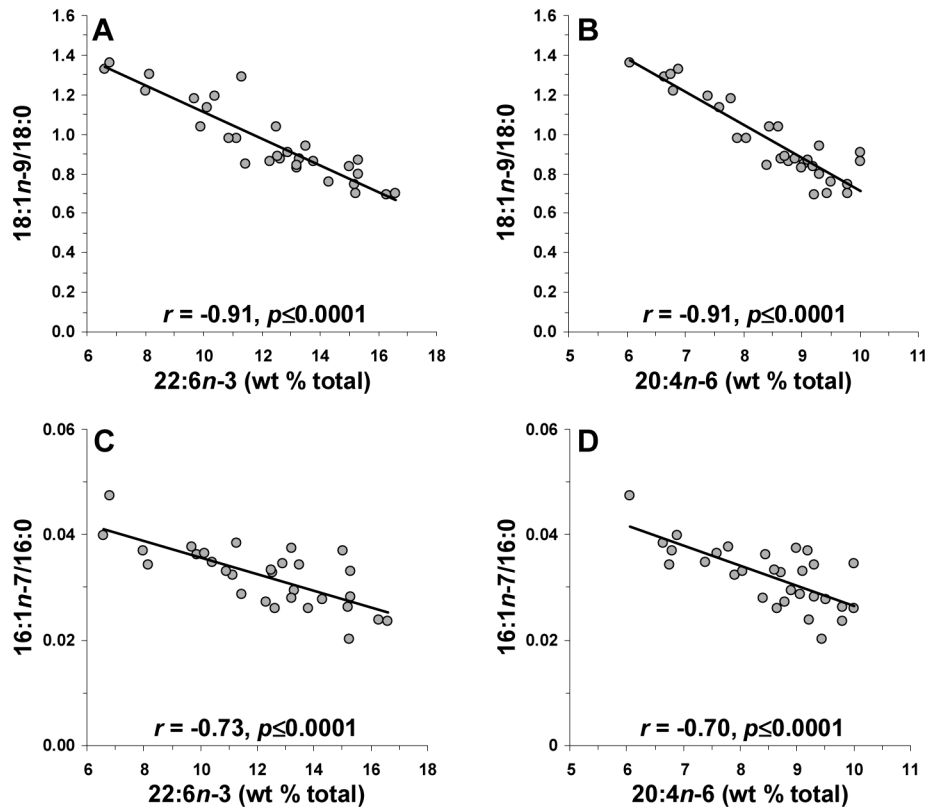 A
1.6
1.4
1.2
1.0
0.8
0.6
0.4
0.2
0.0
18:1n-9/18:0
r = -0.91, p≤0.0001
6 8 10 12 14 16 18
22:6n-3 (wt % total)
B
1.6
1.4
1.2
1.0
0.8
0.6
0.4
0.2
0.0
18:1n-9/18:0
r = -0.91, p≤0.0001
5 6 7 8 9 10 11
20:4n-6 (wt % total)
C
0.06
0.04
0.02
0.00
16:1n-7/16:0
r = -0.73, p≤0.0001
6 8 10 12 14 16 18
22:6n-3 (wt % total)
D
0.06
0.04
0.02
0
16:1n-7/16:0
r = -0.70, p≤0.0001
5 6 7 8 9 10 11
20:4n-6 (wt % total)